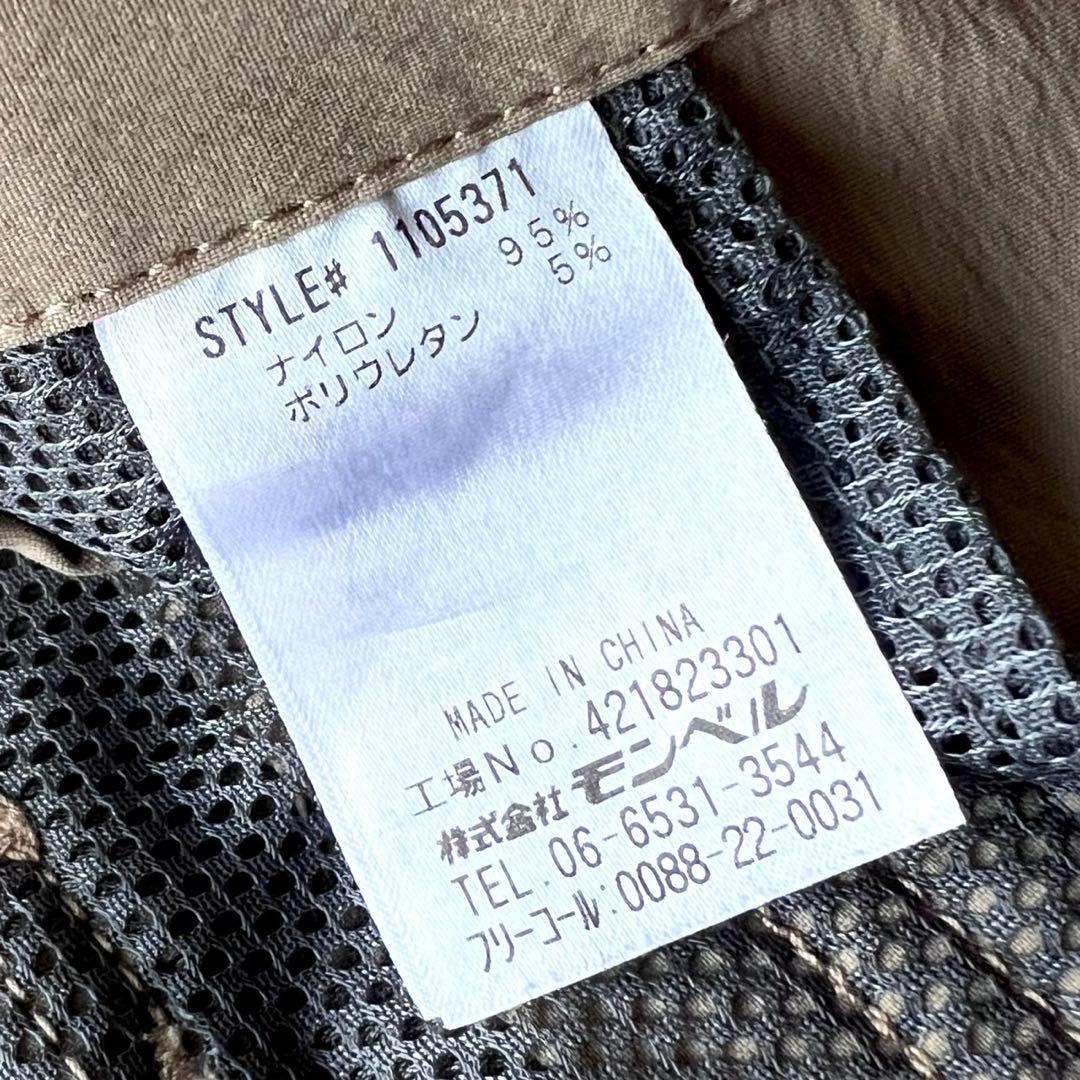 STYLE# 1105371
ナイロン 95%
ポリウレタン 5%
MADE IN CHINA
工場No.421823301
株式会社モンベル
TEL.06-6531-3544
フリーコール:0088-22-0031